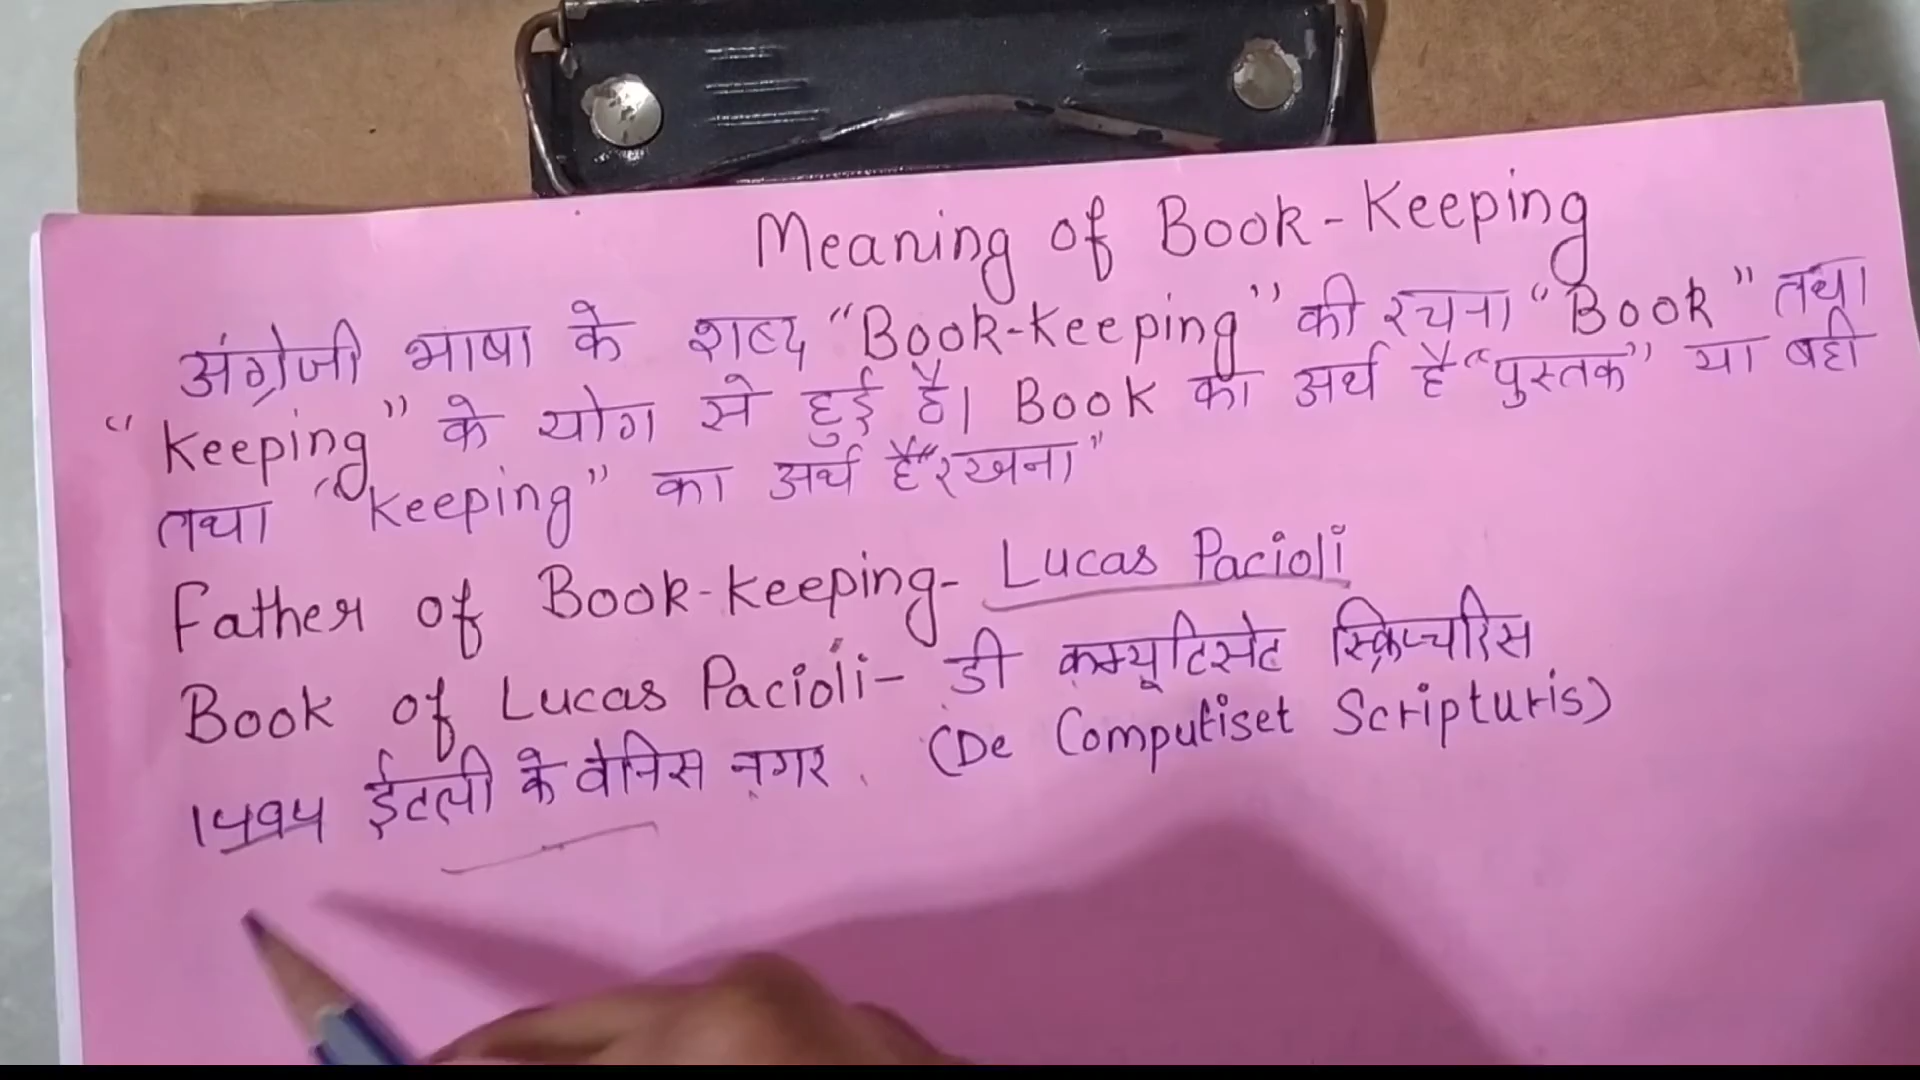 Meaning of Book-Keeping
अंग्रेजी भाषा के शब्द "Book-Keeping" की रचना "Book" तथा
"Keeping" के योग से हुई है। Book का अर्थ है "पुस्तक" या बही
तथा "Keeping" का अर्थ है "रखना"
Father of Book-keeping- Lucas Pacioli
Book of Lucas Pacioli- डी कम्यूटिसेट स्क्रिप्चरिस
1494 ईटली के वेनिस नगर. (De Computiset Scripturis)